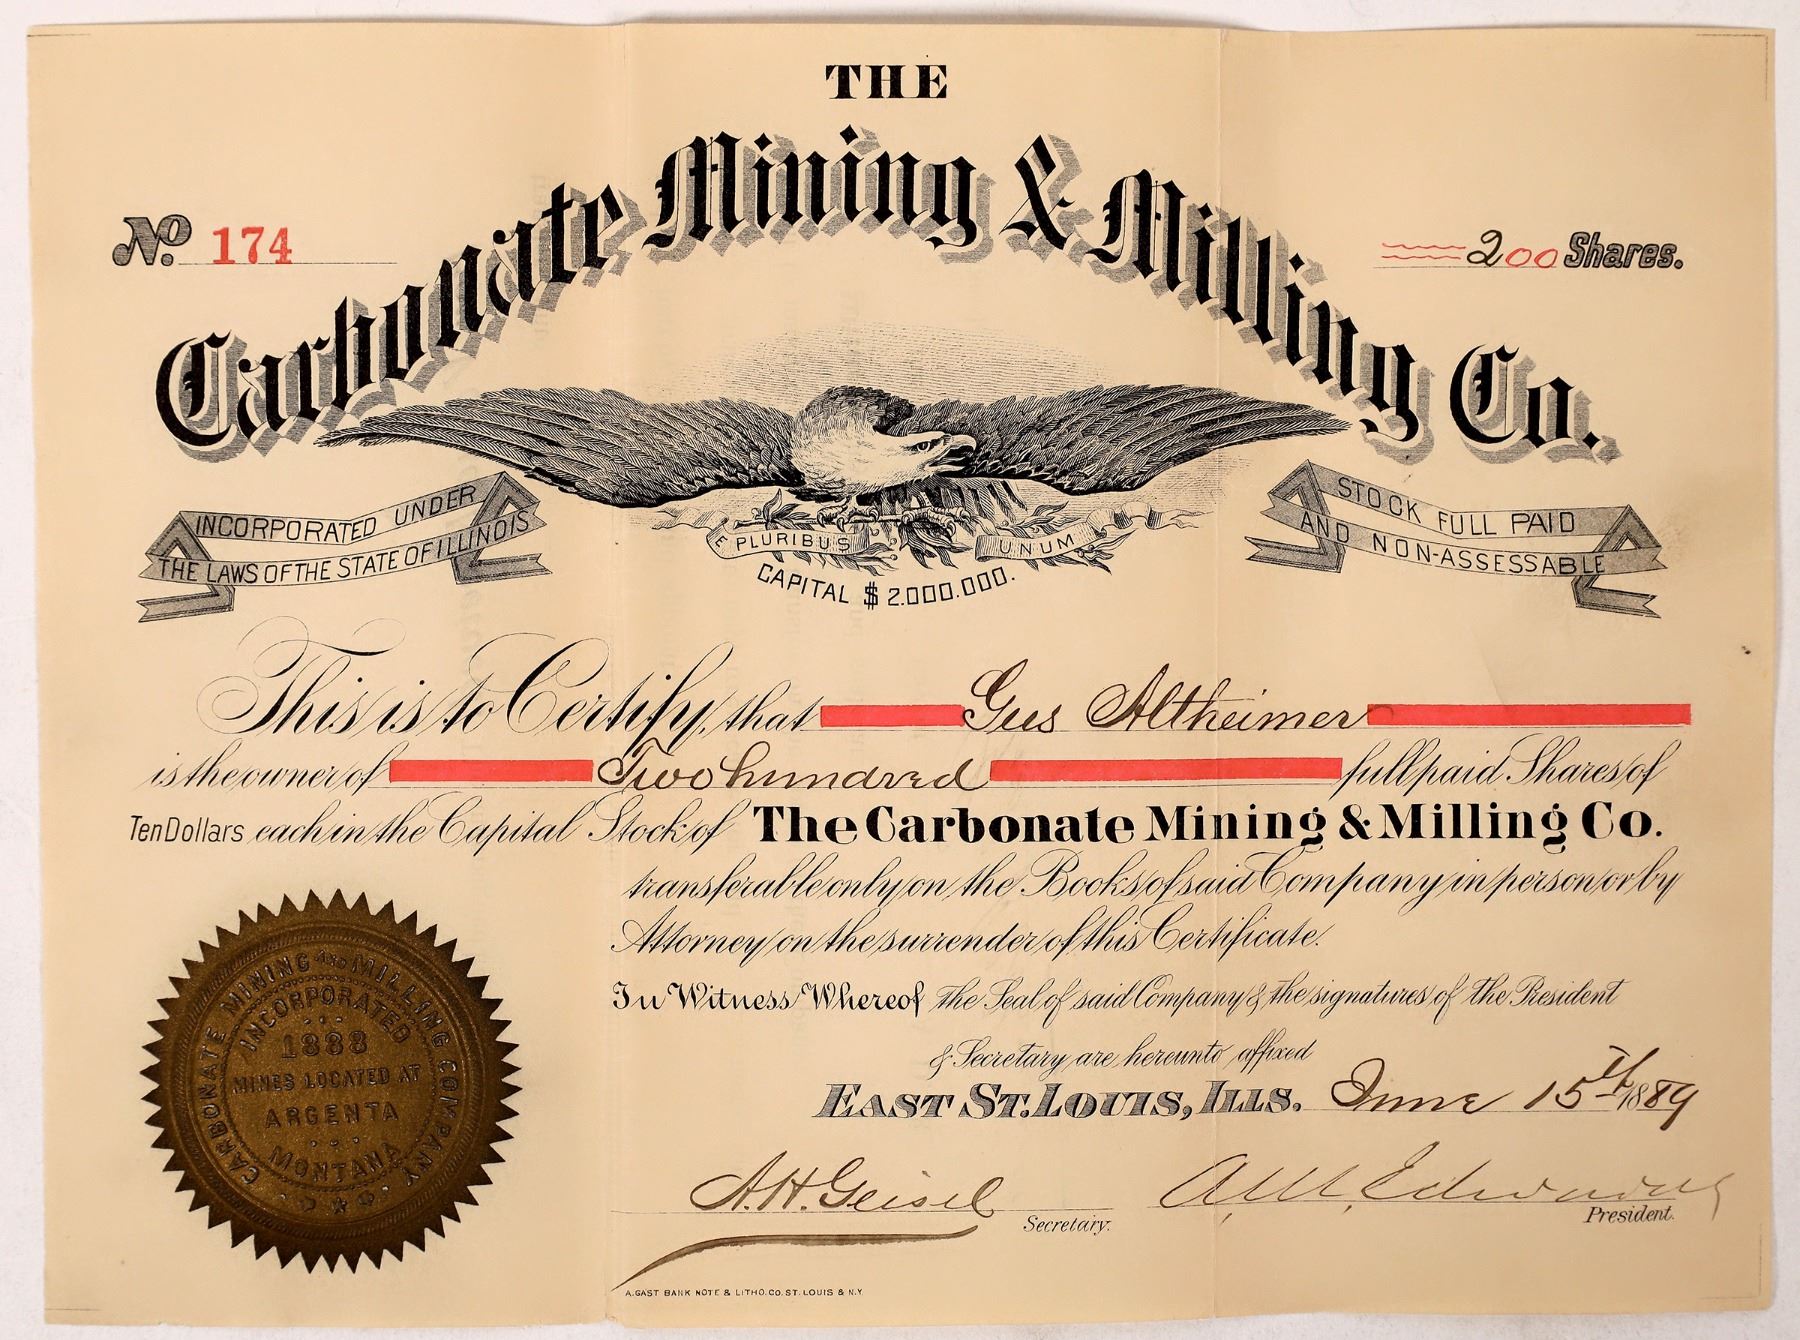 THE
Carbonate Mining & Milling Co.
No. 174
200 Shares.
INCORPORATED UNDER
THE LAWS OF THE STATE OF ILLINOIS
STOCK FULL PAID
AND NON-ASSESSABLE
E PLURIBUS UNUM
CAPITAL $2.000.000.
This is to Certify, that Gus Altheimer
is the owner of Two hundred full paid Shares of
Ten Dollars each in the Capital Stock of The Carbonate Mining & Milling Co.
transferable only on the Books of said Company in person or by
Attorney on the surrender of this Certificate.
In Witness Whereof the Seal of said Company & the signatures of the President
& Secretary are hereunto affixed
EAST ST. LOUIS, ILLS. June 15th 1889
CARBONATE MINING AND MILLING COMPANY
INCORPORATED
1888
MINES LOCATED AT
ARGENTA
MONTANA
A.H. Geisel
Secretary.
A.M. Edwards
President.
A. GAST BANK NOTE & LITHO. CO. ST. LOUIS & N.Y.